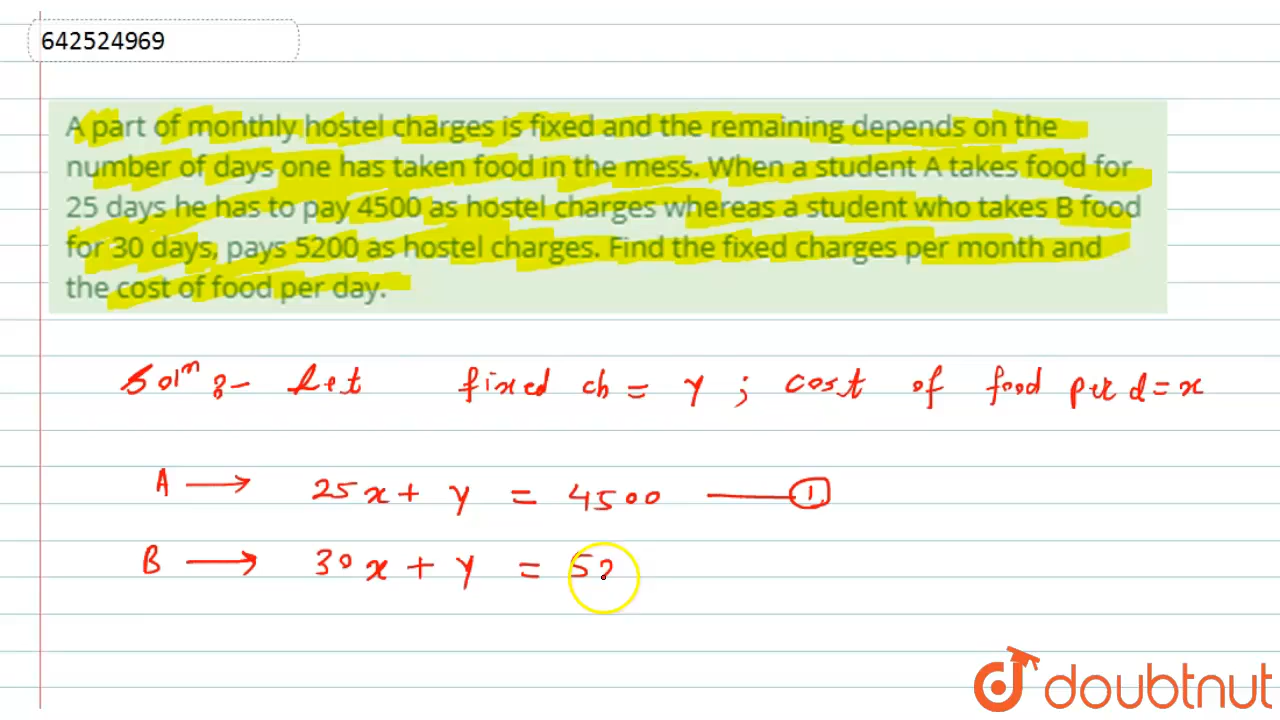 642524969
A part of monthly hostel charges is fixed and the remaining depends on the
number of days one has taken food in the mess. When a student A takes food for
25 days he has to pay 4500 as hostel charges whereas a student who takes B food
for 30 days, pays 5200 as hostel charges. Find the fixed charges per month and
the cost of food per day.
Solⁿ :- Let fixed ch = y ; cost of food per d = x
A → 25x + y = 4500 — ①
B → 30x + y = 52
doubtnut